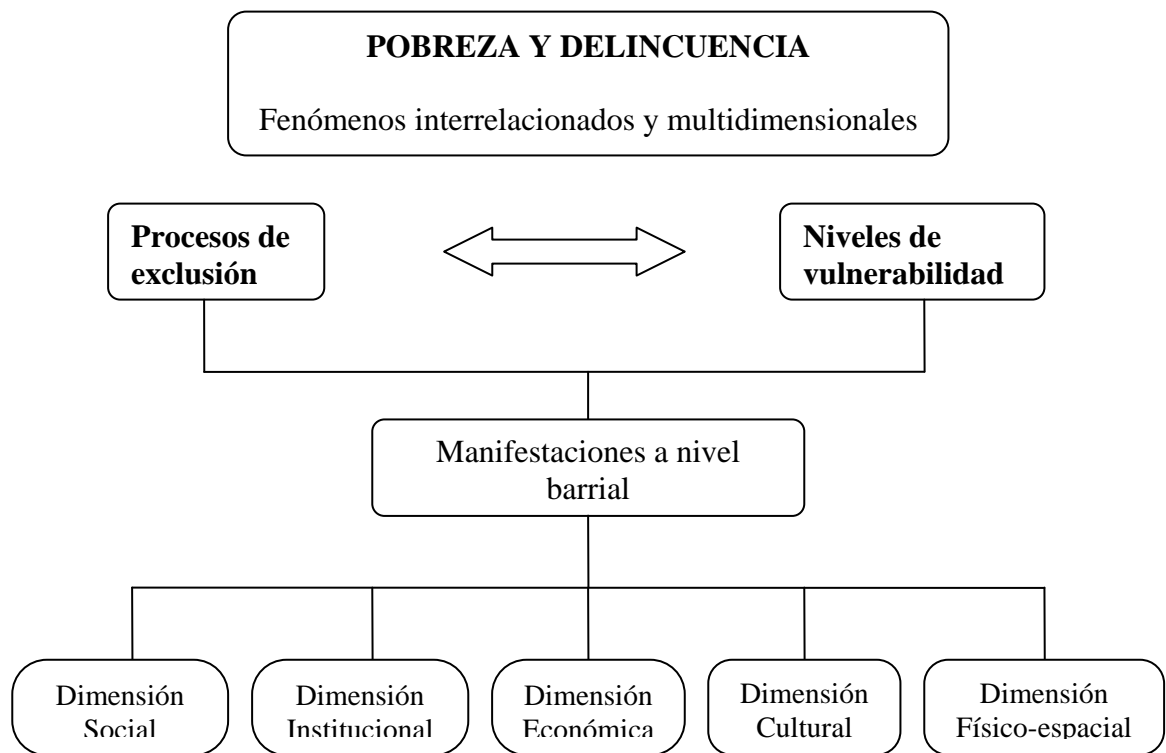 POBREZA Y DELINCUENCIA
Fenómenos interrelacionados y multidimensionales
Procesos de
exclusión
Niveles de
vulnerabilidad
Manifestaciones a nivel
barrial
Dimensión
Social
Dimensión
Institucional
Dimensión
Económica
Dimensión
Cultural
Dimensión
Físico-espacial